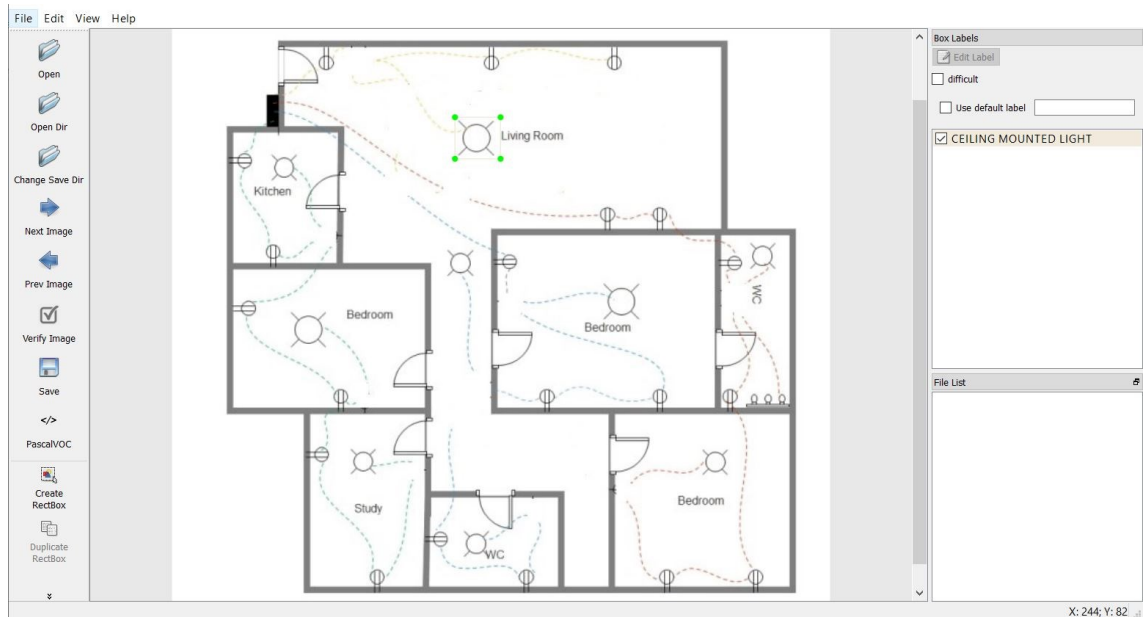 File Edit View Help
Open
Open Dir
Change Save Dir
Next Image
Prev Image
Verify Image
Save
</>
PascalVOC
Create
RectBox
Duplicate
RectBox
Living Room
Kitchen
Bedroom
Bedroom
WC
Study
WC
Bedroom
Box Labels
Edit Label
difficult
Use default label
CEILING MOUNTED LIGHT
File List
X: 244; Y: 82